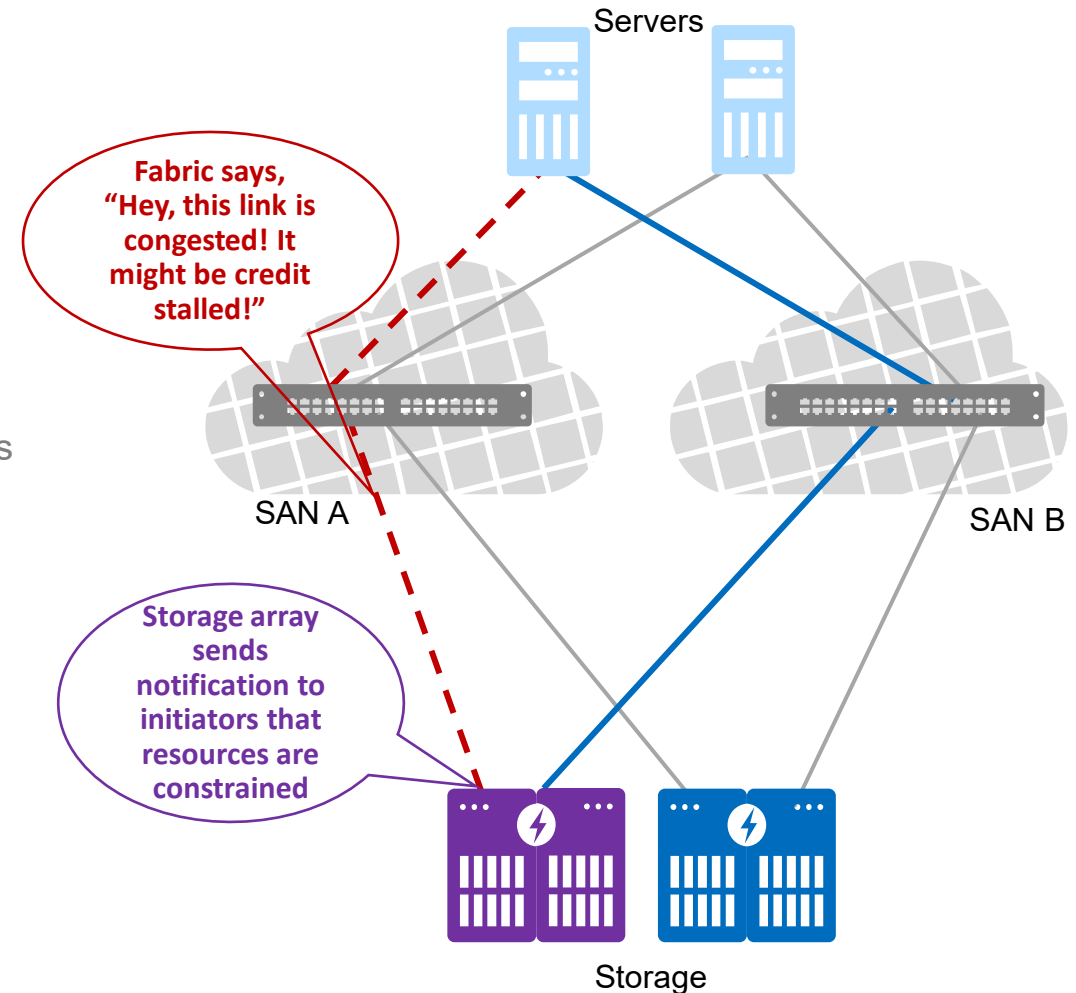 Servers
Fabric says,
“Hey, this link is
congested! It
might be credit
stalled!”
s
SAN A
SAN B
Storage array
sends
notification to
initiators that
resources are
constrained
Storage